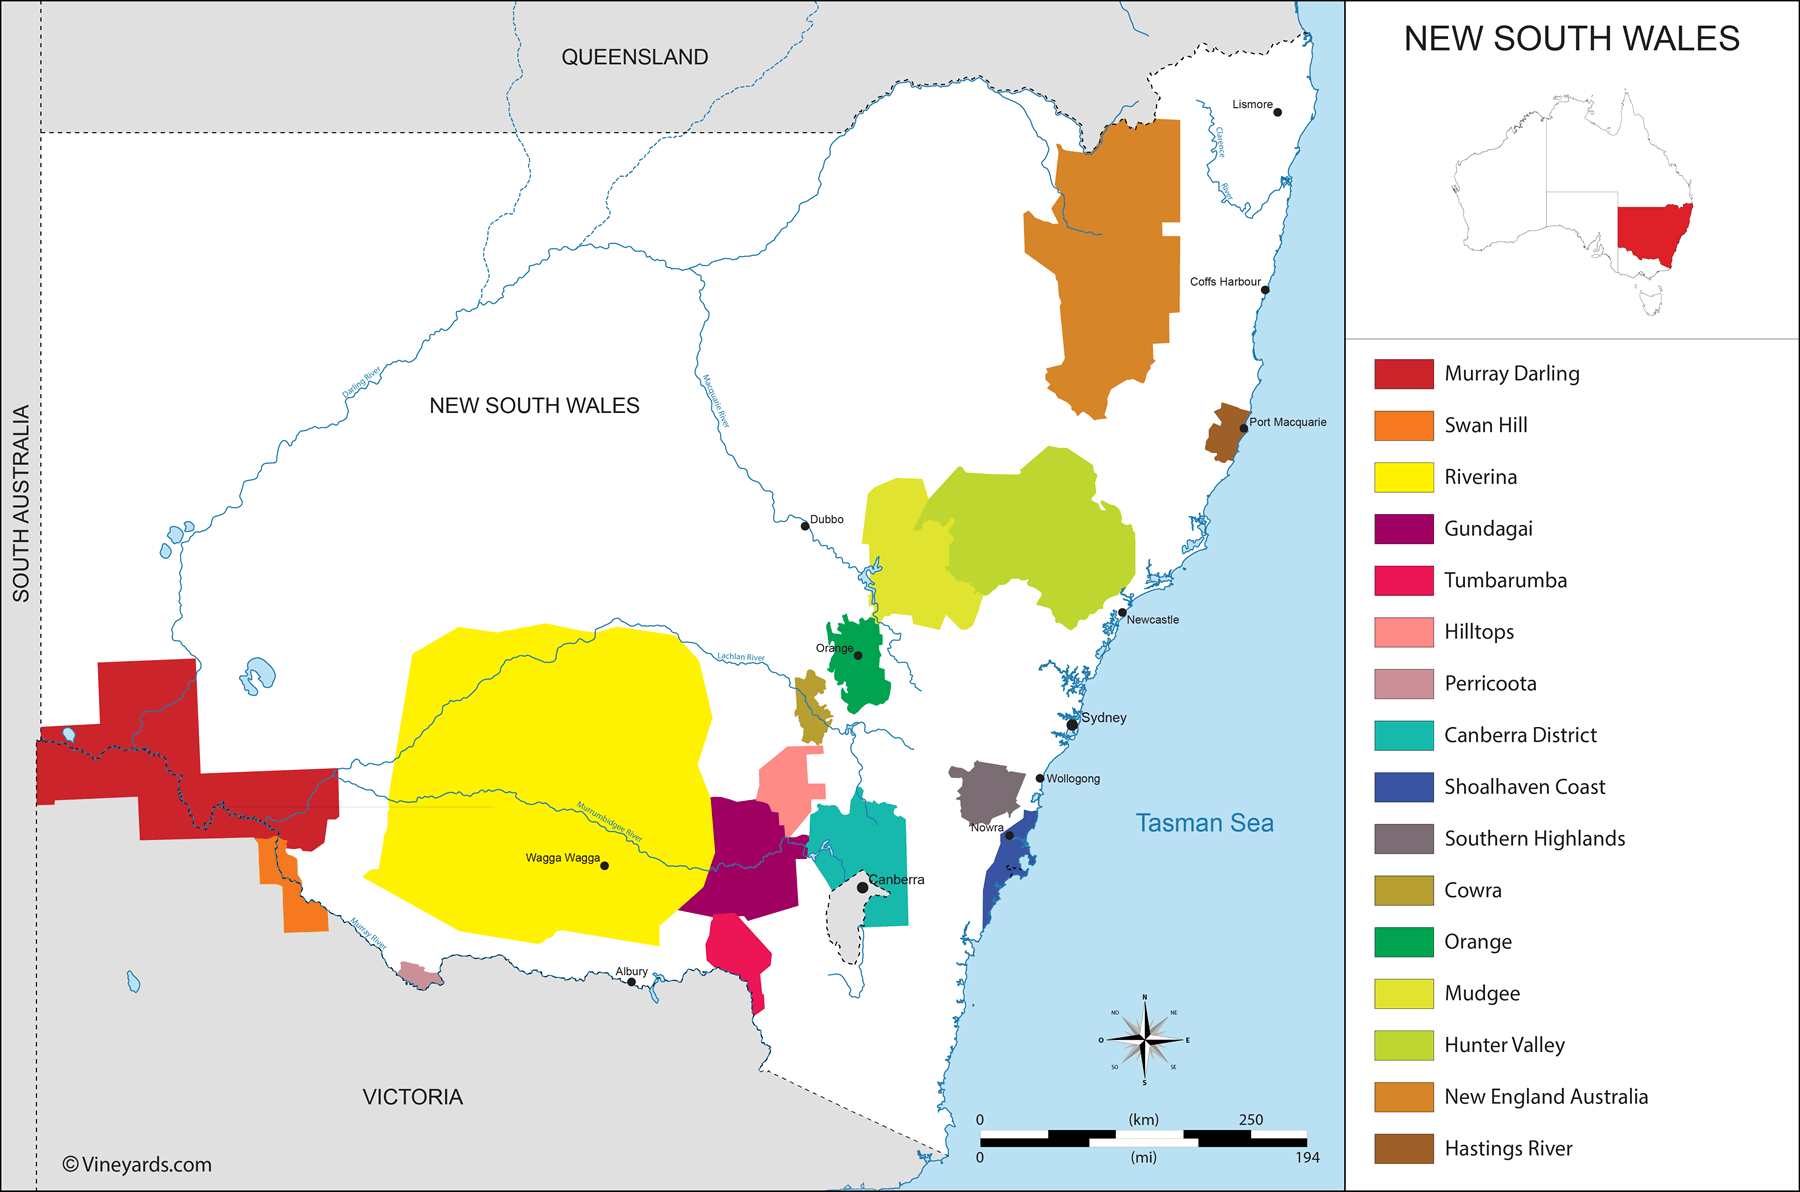 NEW SOUTH WALES
QUEENSLAND
Lismore
Clarence
River
Coffs Harbour
Darling River
Macquarie River
NEW SOUTH WALES
SOUTH AUSTRALIA
Port Macquarie
Dubbo
Newcastle
Orange
Lachlan River
Sydney
Wollogong
Tasman Sea
Nowra
Murrumbidgee River
Wagga Wagga
Canberra
Murray River
Albury
VICTORIA
N
NO
NE
O
E
SO
SE
S
0 (km) 250
0 (mi) 194
© Vineyards.com
Murray Darling
Swan Hill
Riverina
Gundagai
Tumbarumba
Hilltops
Perricoota
Canberra District
Shoalhaven Coast
Southern Highlands
Cowra
Orange
Mudgee
Hunter Valley
New England Australia
Hastings River